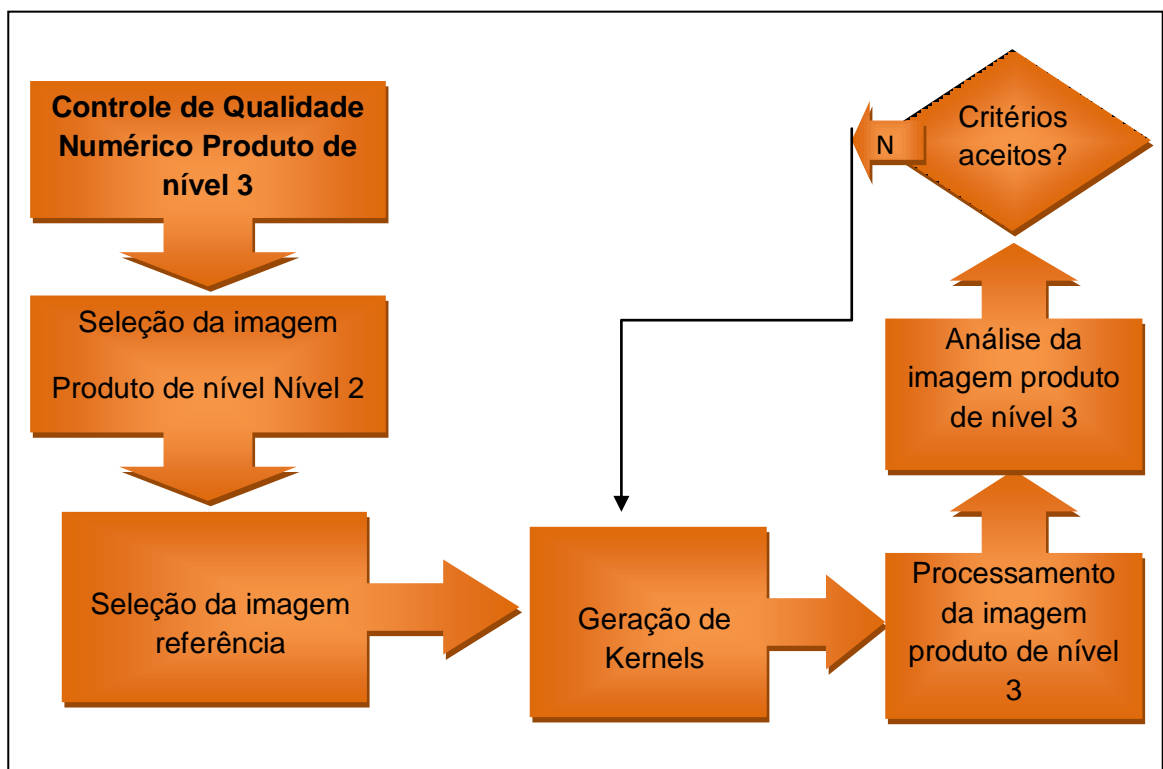 Controle de Qualidade
Numérico Produto de
nível 3
Seleção da imagem
Produto de nível Nível 2
Seleção da imagem
referência
Geração de
Kernels
Processamento
da imagem
produto de nível
3
Análise da
imagem produto
de nível 3
Critérios
aceitos?
N